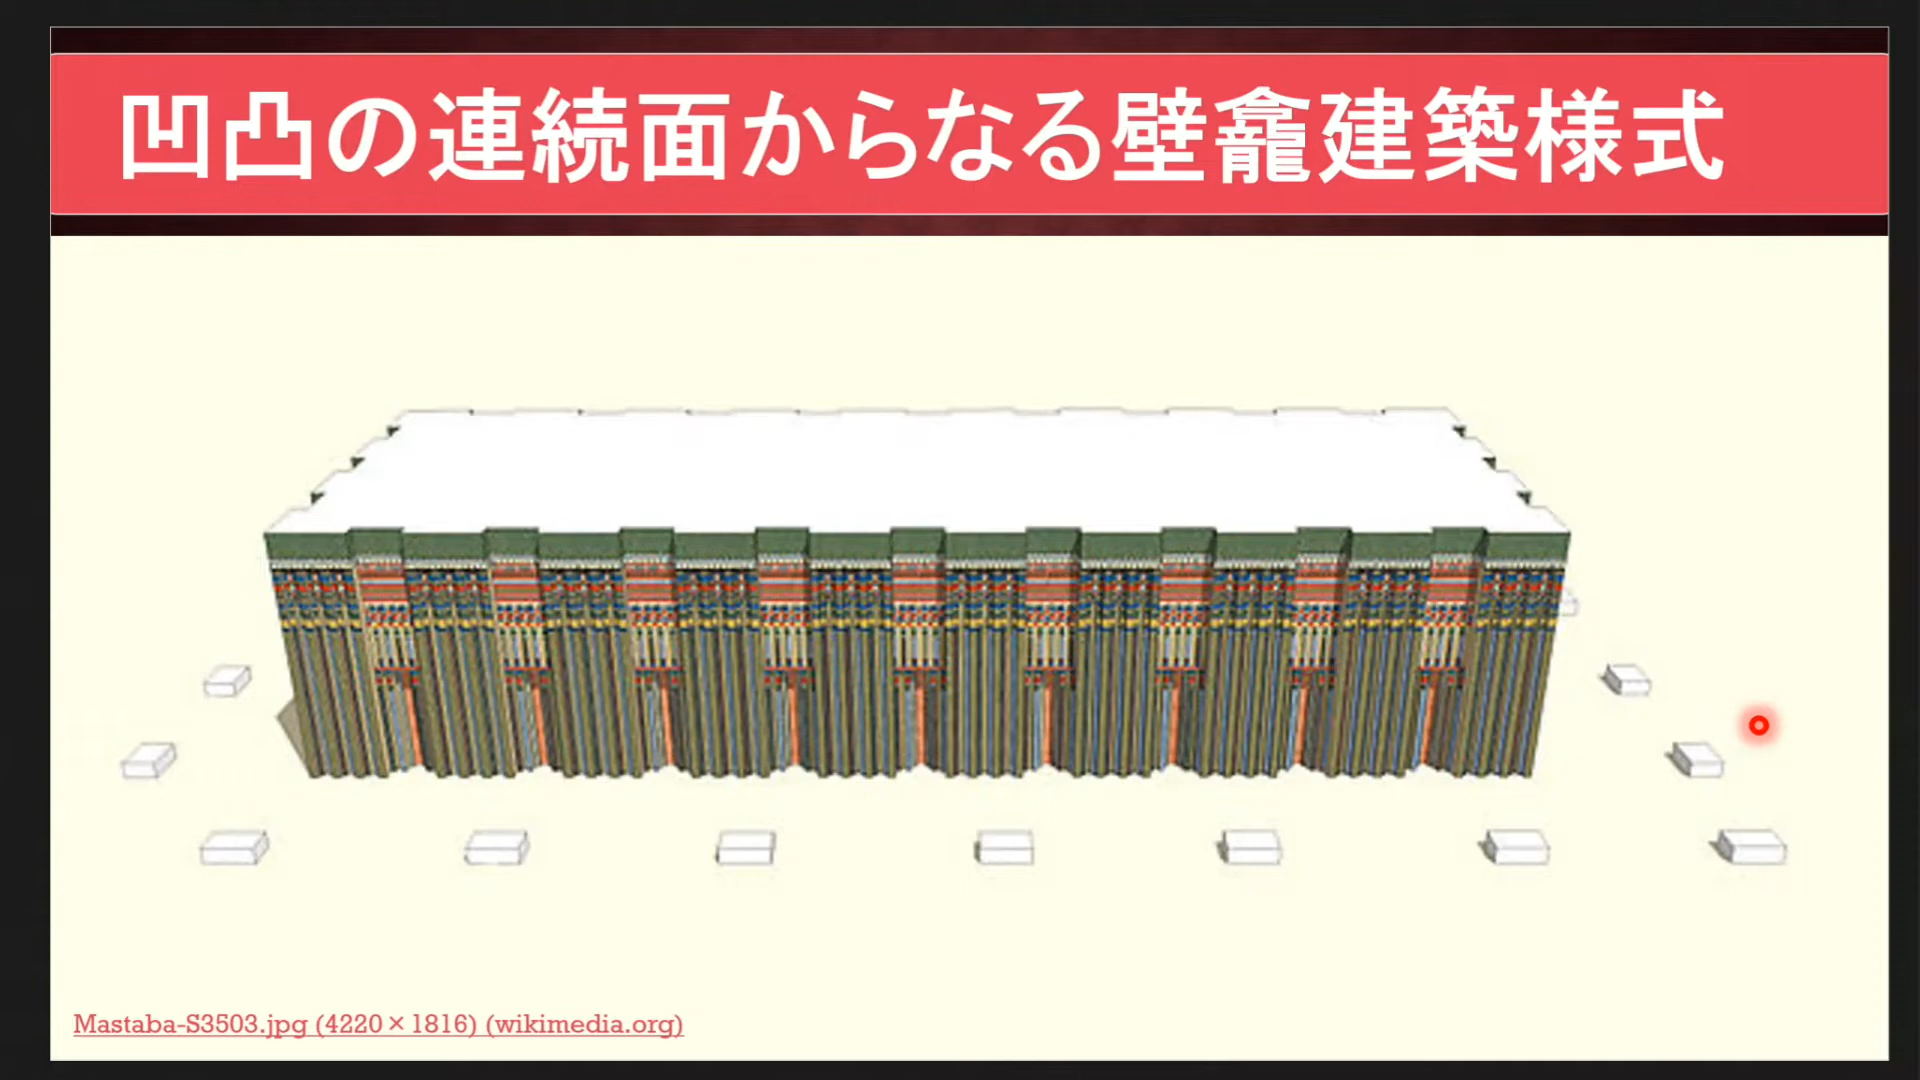 凹凸の連続面からなる壁龕建築様式
Mastaba-S3503.jpg (4220×1816) (wikimedia.org)